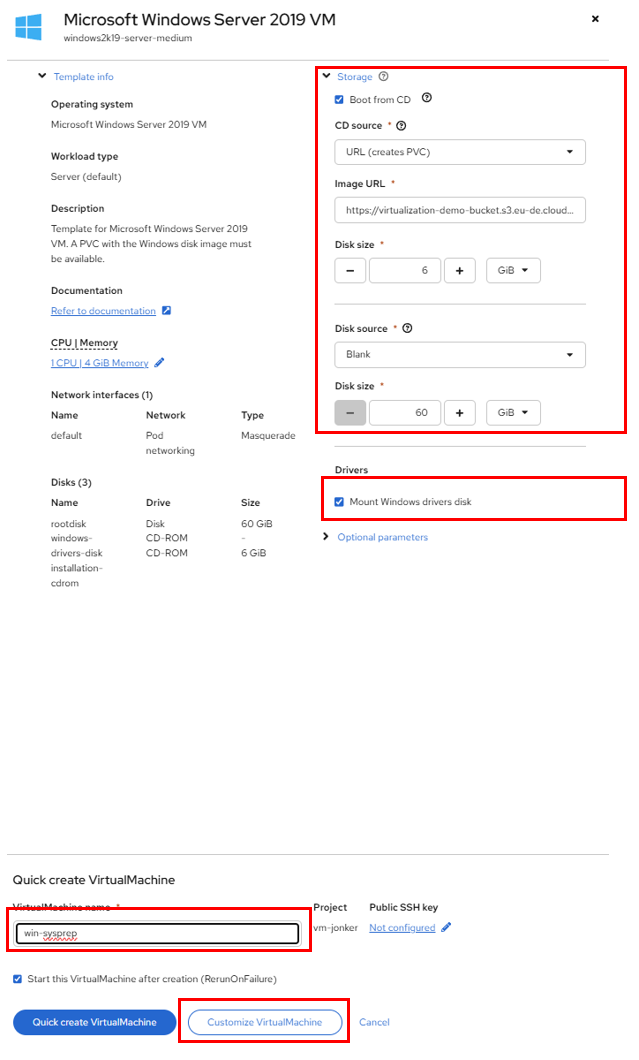 Microsoft Windows Server 2019 VM
windows2k19-server-medium
Template info
Operating system
Microsoft Windows Server 2019 VM
Workload type
Server (default)
Description
Template for Microsoft Windows Server 2019
VM. A PVC with the Windows disk image must
be available.
Documentation
Refer to documentation
CPU | Memory
1 CPU | 4 GiB Memory
Network interfaces (1)
Name Network Type
default Pod Masquerade
networking
Disks (3)
Name Drive Size
rootdisk Disk 60 GiB
windows- CD-ROM -
drivers-disk CD-ROM 6 GiB
installation-
cdrom
Storage
Boot from CD
CD source *
URL (creates PVC)
Image URL *
https://virtualization-demo-bucket.s3.eu-de.cloud...
Disk size *
6 GiB
Disk source *
Blank
Disk size *
60 GiB
Drivers
Mount Windows drivers disk
Optional parameters
Quick create VirtualMachine
VirtualMachine name * Project Public SSH key
win-sysprep vm-jonker Not configured
Start this VirtualMachine after creation (RerunOnFailure)
Quick create VirtualMachine Customize VirtualMachine Cancel